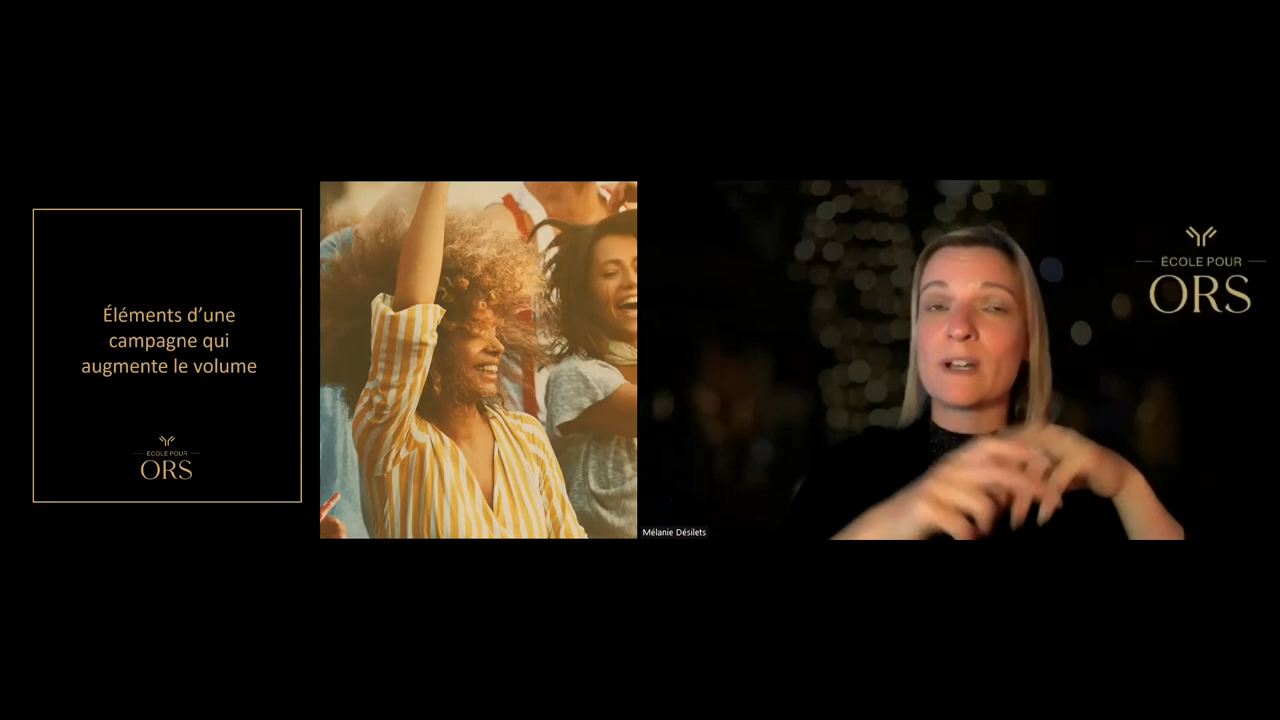 Éléments d’une
campagne qui
augmente le volume
ÉCOLE POUR
ORS
Mélanie Désilets
ÉCOLE POUR
ORS